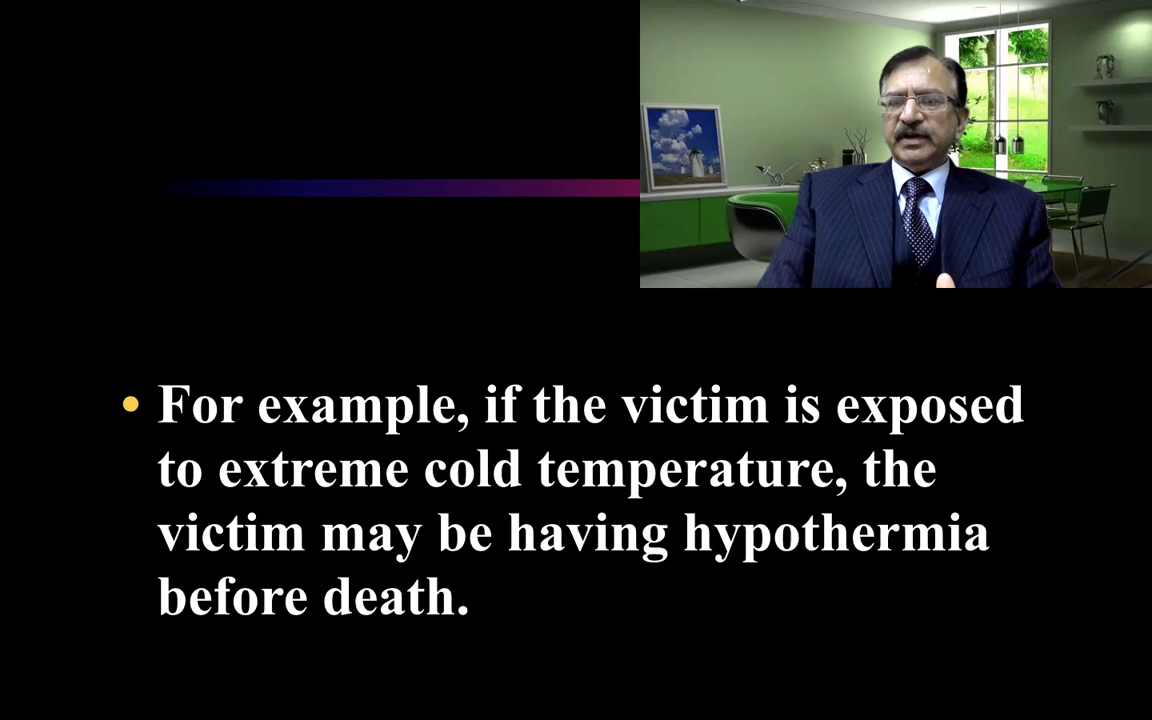 • For example, if the victim is exposed
to extreme cold temperature, the
victim may be having hypothermia
before death.